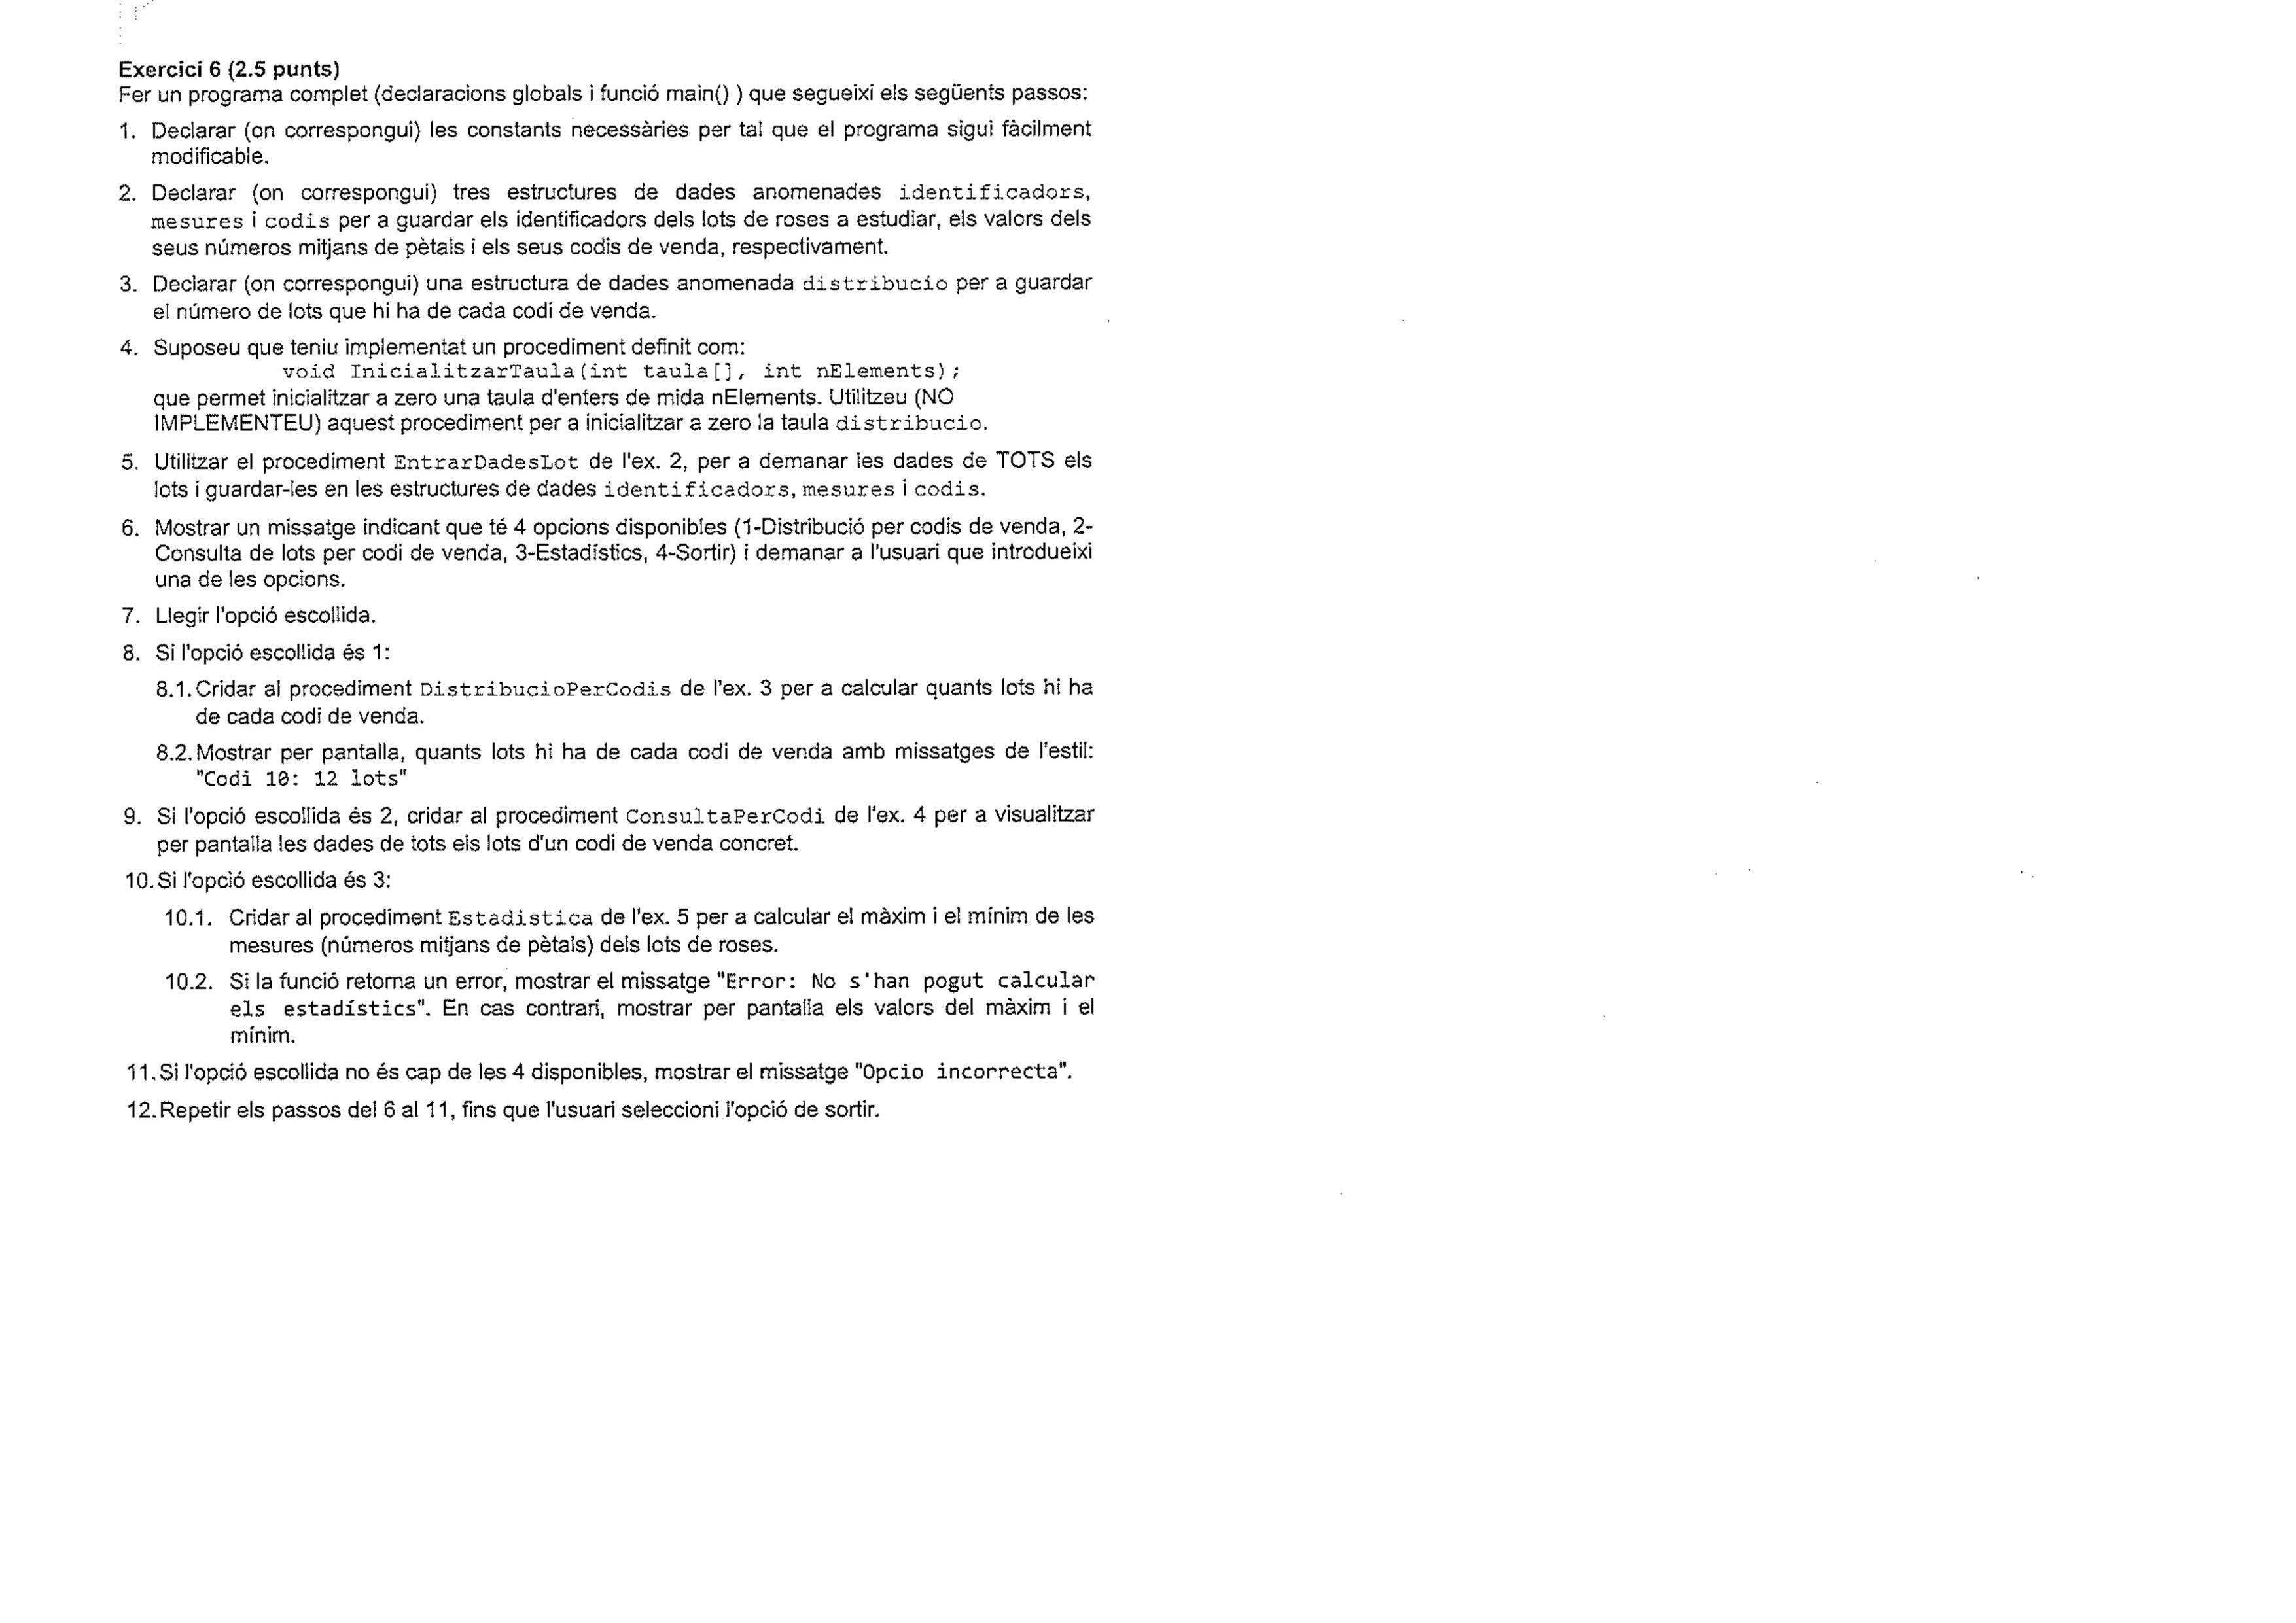 Exercici 6 (2.5 punts)
Fer un programa complet (declaracions globals i funció main() ) que segueixi els següents passos:
1. Declarar (on correspongui) les constants necessàries per tal que el programa sigui fàcilment
modificable.
2. Declarar (on correspongui) tres estructures de dades anomenades identificadors,
mesures i codis per a guardar els identificadors dels lots de roses a estudiar, els valors dels
seus números mitjans de pètals i els seus codis de venda, respectivament.
3. Declarar (on correspongui) una estructura de dades anomenada distribucio per a guardar
el número de lots que hi ha de cada codi de venda.
4. Suposeu que teniu implementat un procediment definit com:
void InicialitzarTaula(int taula[], int nElements);
que permet inicialitzar a zero una taula d'enters de mida nElements. Utilitzeu (NO
IMPLEMENTEU) aquest procediment per a inicialitzar a zero la taula distribucio.
5. Utilitzar el procediment EntrarDadesLot de l'ex. 2, per a demanar les dades de TOTS els
lots i guardar-les en les estructures de dades identificadors, mesures i codis.
6. Mostrar un missatge indicant que té 4 opcions disponibles (1-Distribució per codis de venda, 2-
Consulta de lots per codi de venda, 3-Estadístics, 4-Sortir) i demanar a l'usuari que introdueixi
una de les opcions.
7. Llegir l'opció escollida.
8. Si l'opció escollida és 1:
8.1. Cridar al procediment DistribucioPerCodis de l'ex. 3 per a calcular quants lots hi ha
de cada codi de venda.
8.2. Mostrar per pantalla, quants lots hi ha de cada codi de venda amb missatges de l'estil:
"Codi 10: 12 lots"
9. Si l'opció escollida és 2, cridar al procediment ConsultaPerCodi de l'ex. 4 per a visualitzar
per pantalla les dades de tots els lots d'un codi de venda concret.
10. Si l'opció escollida és 3:
10.1. Cridar al procediment Estadistica de l'ex. 5 per a calcular el màxim i el mínim de les
mesures (números mitjans de pètals) dels lots de roses.
10.2. Si la funció retorna un error, mostrar el missatge "Error: No s'han pogut calcular
els estadístics". En cas contrari, mostrar per pantalla els valors del màxim i el
mínim.
11. Si l'opció escollida no és cap de les 4 disponibles, mostrar el missatge "Opcio incorrecta".
12. Repetir els passos del 6 al 11, fins que l'usuari seleccioni l'opció de sortir.